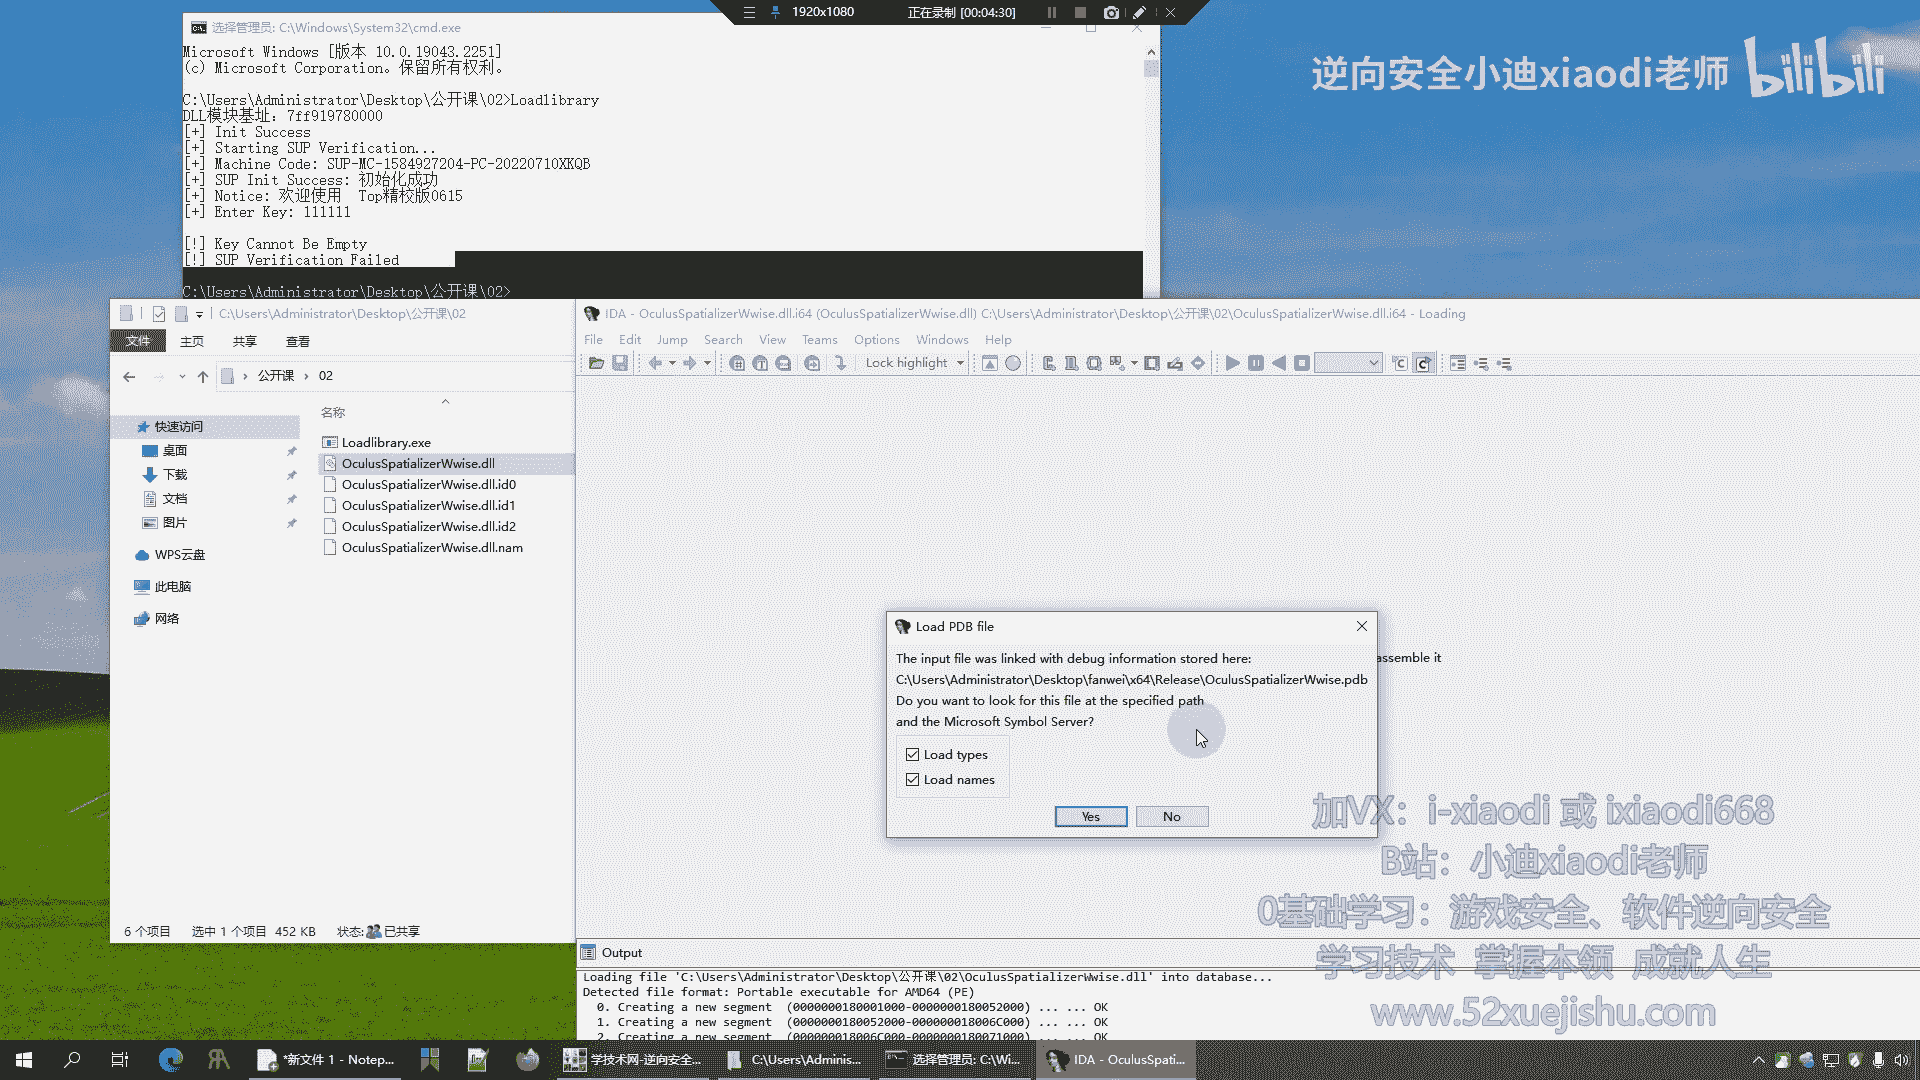 1920x1080
正在录制 [00:04:30]
选择管理员: C:\Windows\System32\cmd.exe
Microsoft Windows [版本 10.0.19043.2251]
(c) Microsoft Corporation。保留所有权利。
C:\Users\Administrator\Desktop\公开课\02>Loadlibrary
DLL模块基址: 7ff919780000
[+] Init Success
[+] Starting SUP Verification...
[+] Machine Code: SUP-MC-1584927204-PC-20220710XKQB
[+] SUP Init Success: 初始化成功
[+] Notice: 欢迎使用  Top精校版0615
[+] Enter Key: 111111
[!] Key Cannot Be Empty
[!] SUP Verification Failed
C:\Users\Administrator\Desktop\公开课\02>
逆向安全小迪xiaodi老师 bilibili
C:\Users\Administrator\Desktop\公开课\02
文件 主页 共享 查看
公开课 › 02
名称
快速访问
桌面
下载
文档
图片
WPS云盘
此电脑
网络
Loadlibrary.exe
OculusSpatializerWwise.dll
OculusSpatializerWwise.dll.id0
OculusSpatializerWwise.dll.id1
OculusSpatializerWwise.dll.id2
OculusSpatializerWwise.dll.nam
6 个项目 选中 1 个项目 452 KB 状态: 已共享
IDA - OculusSpatializerWwise.dll.i64 (OculusSpatializerWwise.dll) C:\Users\Administrator\Desktop\公开课\02\OculusSpatializerWwise.dll.i64 - Loading
File Edit Jump Search View Teams Options Windows Help
Lock highlight
Load PDB file
The input file was linked with debug information stored here:
assemble it
C:\Users\Administrator\Desktop\fanwei\x64\Release\OculusSpatializerWwise.pdb
Do you want to look for this file at the specified path
and the Microsoft Symbol Server?
Load types
Load names
Yes No
加VX：i-xiaodi 或 ixiaodi668
B站：小迪xiaodi老师
0基础学习：游戏安全、软件逆向安全
学习技术 掌握本领 成就人生
www.52xuejishu.com
Output
Loading file 'C:\Users\Administrator\Desktop\公开课\02\OculusSpatializerWwise.dll' into database...
Detected file format: Portable executable for AMD64 (PE)
0. Creating a new segment  (0000000180001000-0000000180052000) ... ... OK
1. Creating a new segment  (0000000180052000-000000018006C000) ... ... OK
2. Creating a new segment  (000000018006C000-0000000180071000) ... ... OK
*新文件 1 - Notep...
学技术网-逆向安全...
C:\Users\Adminis...
选择管理员: C:\Wi...
IDA - OculusSpati...